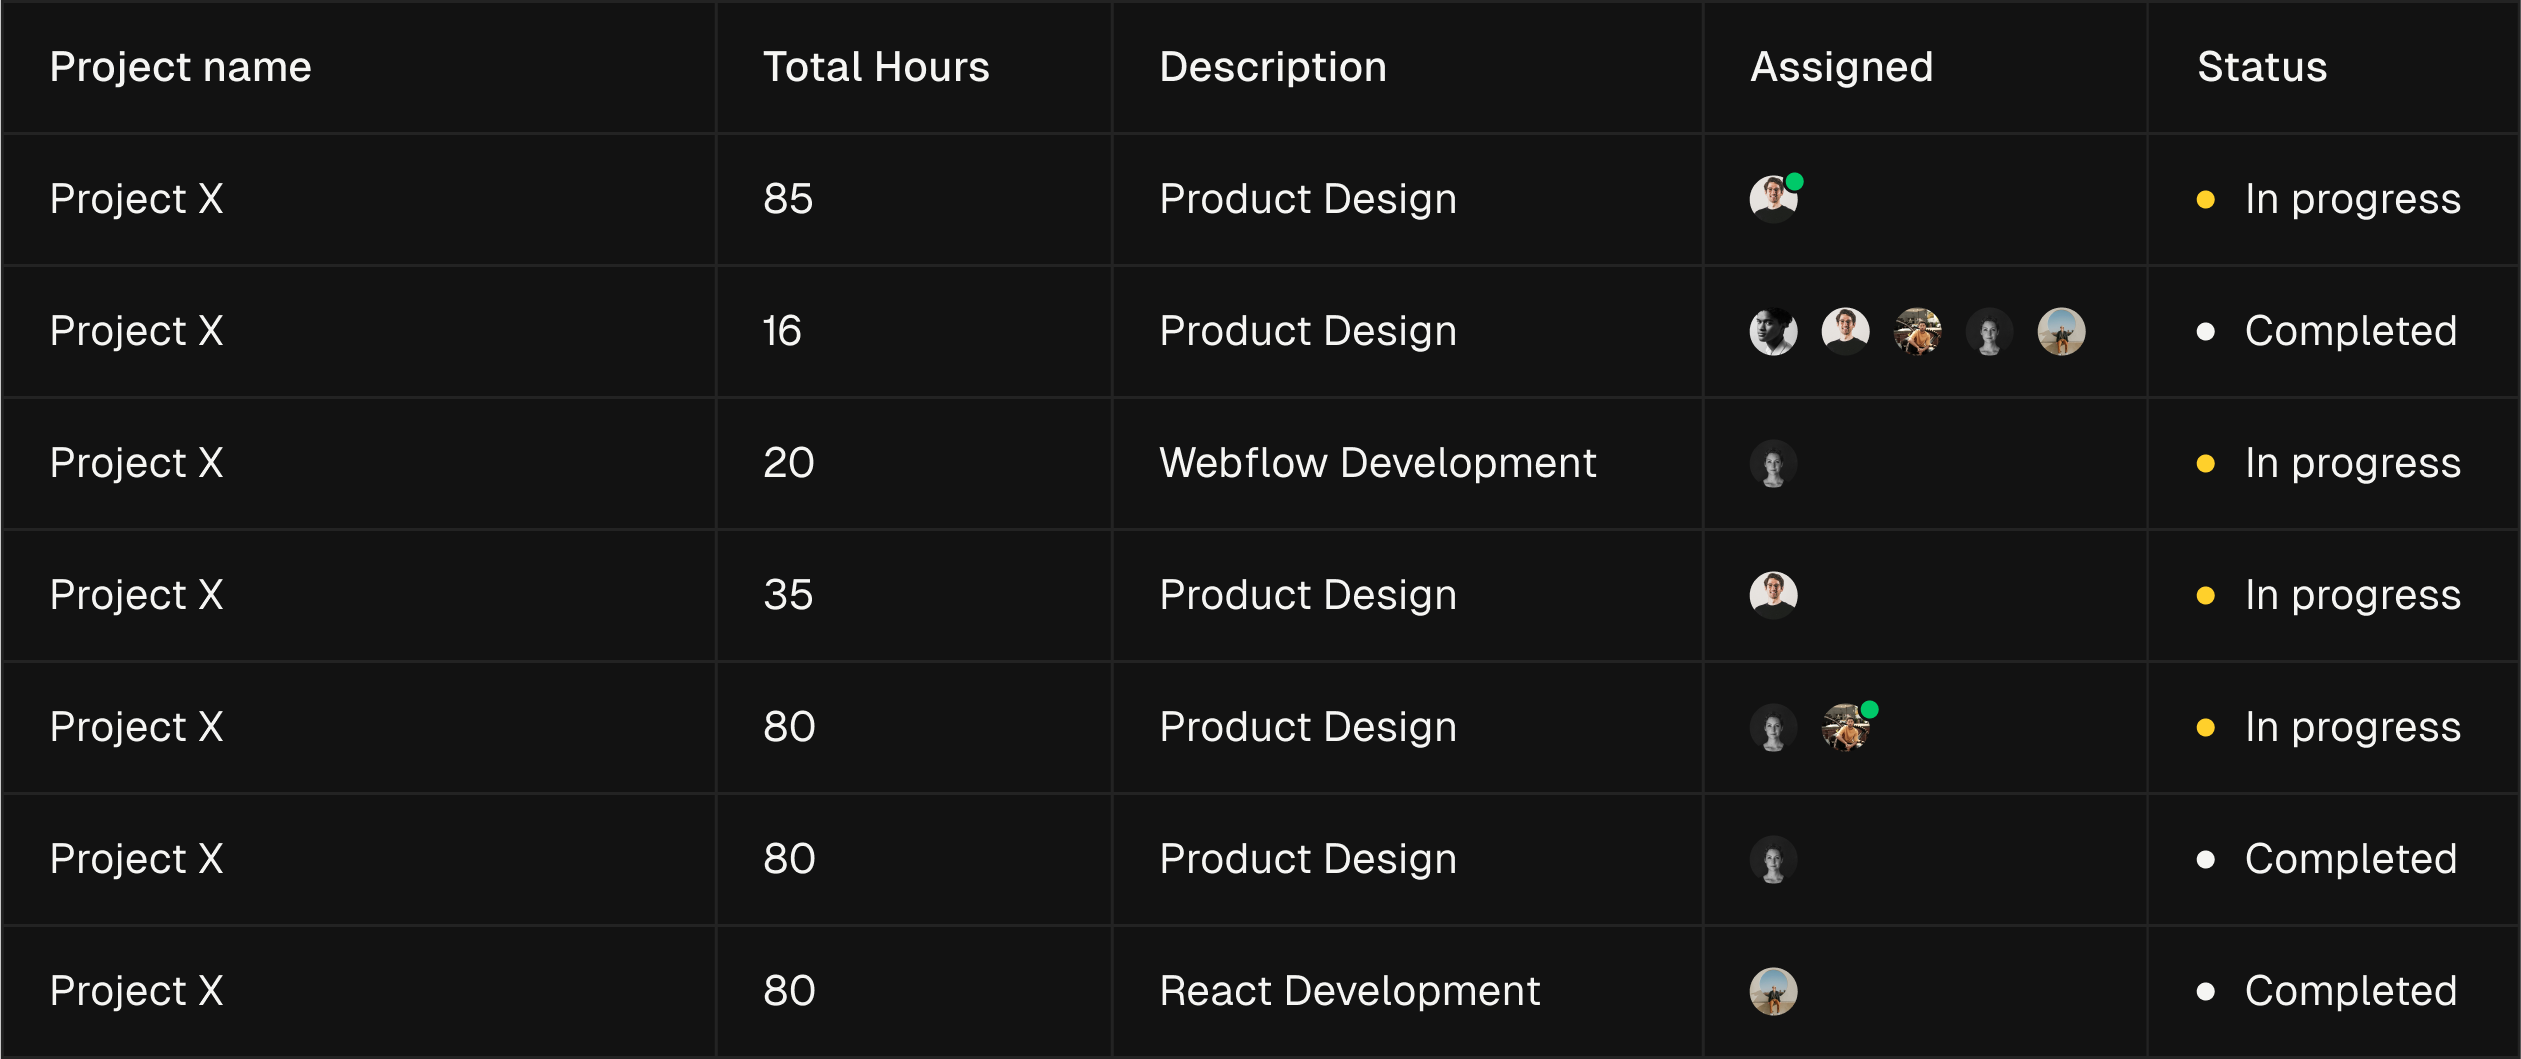 Project name Total Hours Description Assigned Status
Project X 85 Product Design In progress
Project X 16 Product Design Completed
Project X 20 Webflow Development In progress
Project X 35 Product Design In progress
Project X 80 Product Design In progress
Project X 80 Product Design Completed
Project X 80 React Development Completed